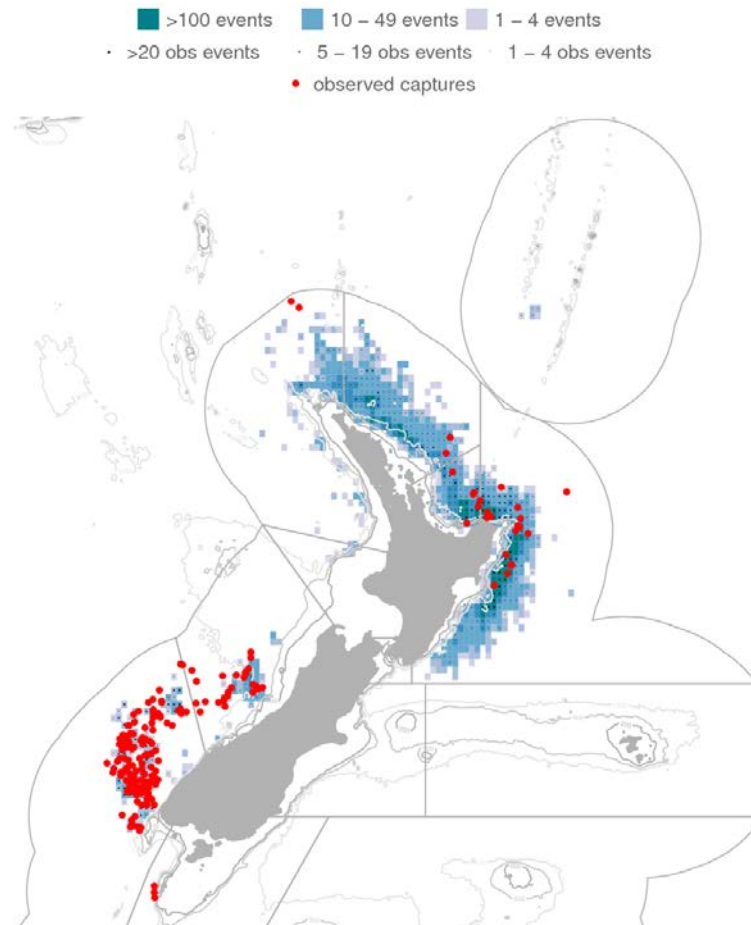 >100 events 10 – 49 events 1 – 4 events
>20 obs events 5 – 19 obs events 1 – 4 obs events
observed captures